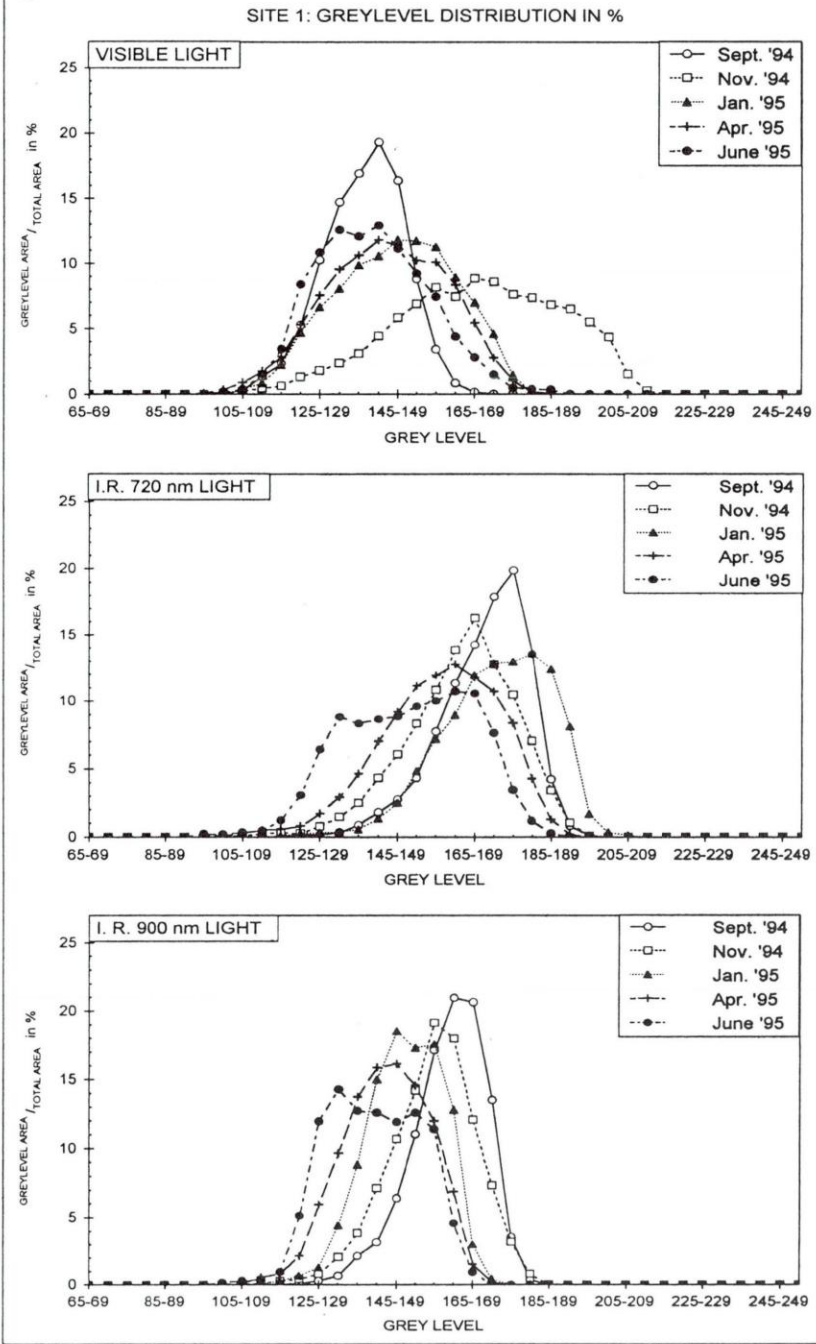 SITE 1: GREYLEVEL DISTRIBUTION IN %
VISIBLE LIGHT
Sept. '94
Nov. '94
Jan. '95
Apr. '95
June '95
25
20
15
10
5
0
GREYLEVEL AREA / TOTAL AREA in %
65-69 85-89 105-109 125-129 145-149 165-169 185-189 205-209 225-229 245-249
GREY LEVEL
I.R. 720 nm LIGHT
Sept. '94
Nov. '94
Jan. '95
Apr. '95
June '95
25
20
15
10
5
0
GREYLEVEL AREA / TOTAL AREA in %
65-69 85-89 105-109 125-129 145-149 165-169 185-189 205-209 225-229 245-249
GREY LEVEL
I. R. 900 nm LIGHT
Sept. '94
Nov. '94
Jan. '95
Apr. '95
June '95
25
20
15
10
5
0
GREYLEVEL AREA / TOTAL AREA in %
65-69 85-89 105-109 125-129 145-149 165-169 185-189 205-209 225-229 245-249
GREY LEVEL